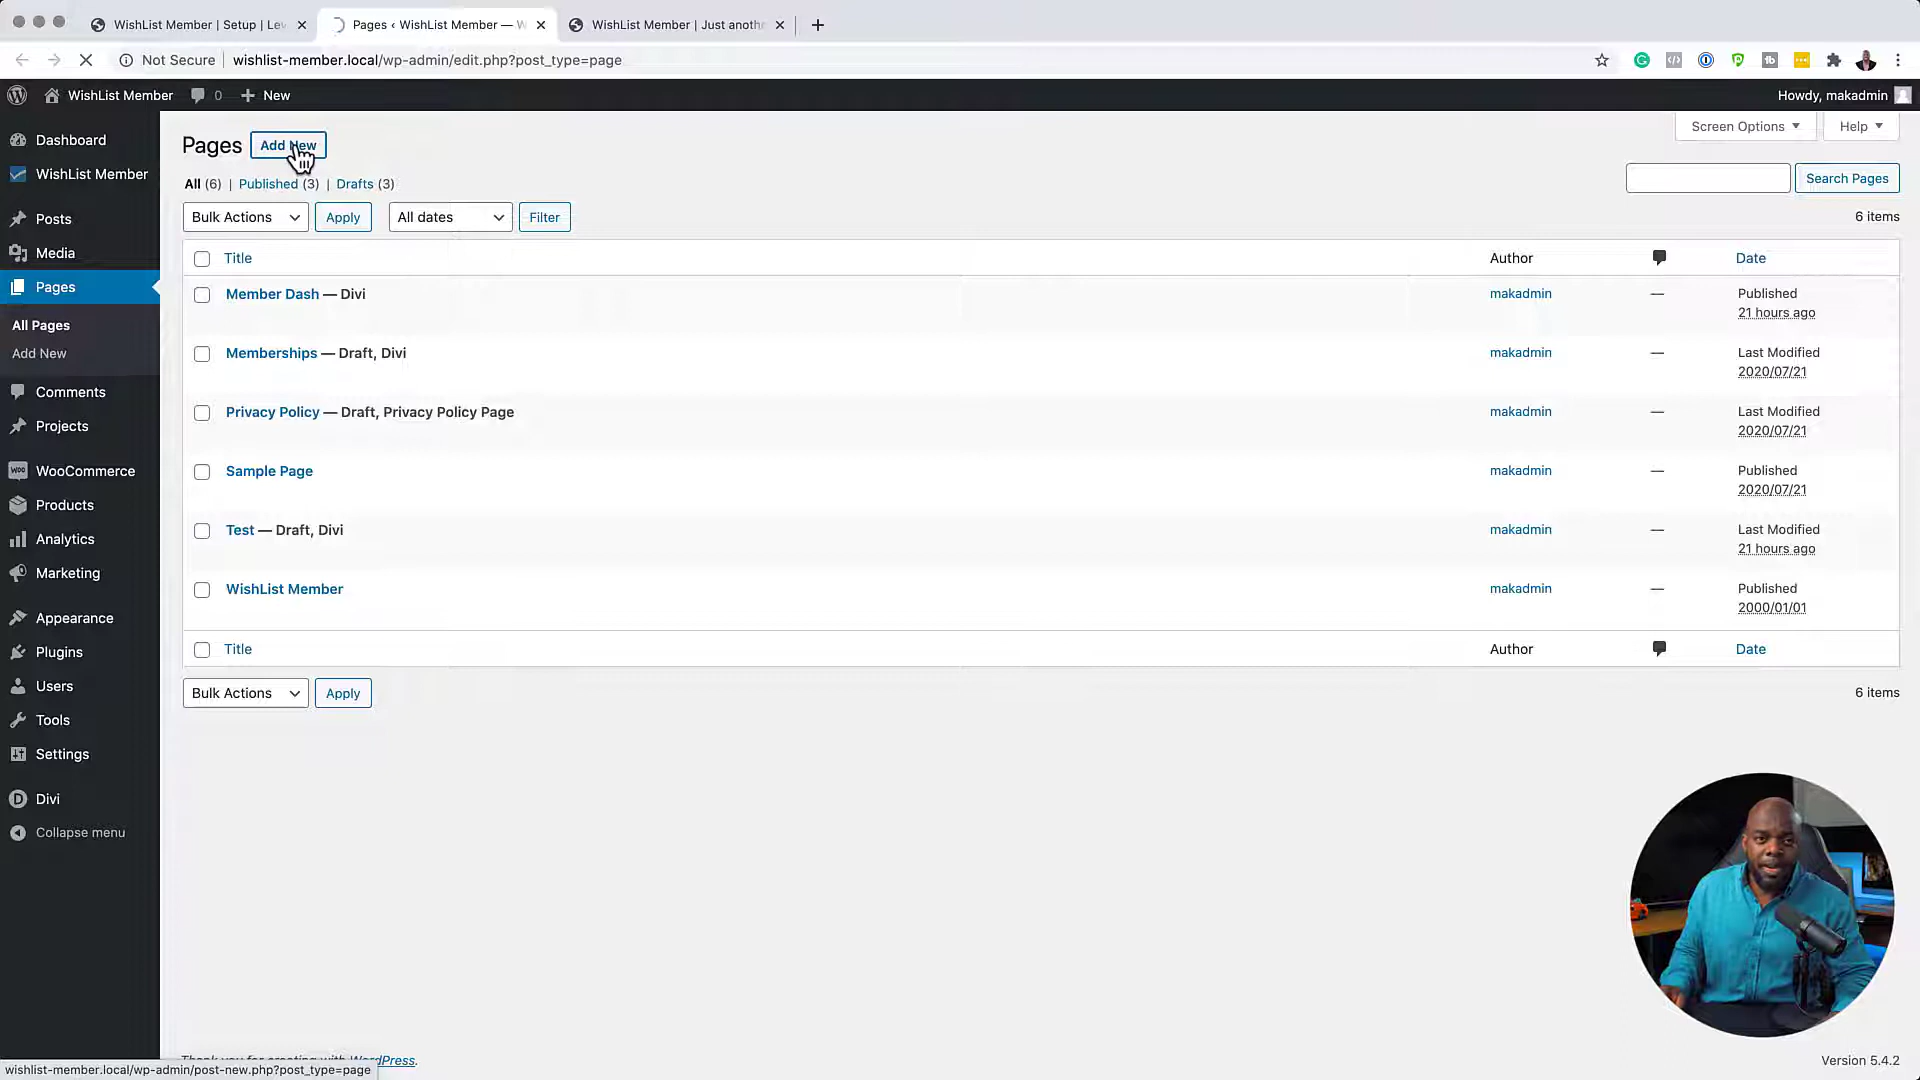 WishList Member | Setup | Lev
Pages ‹ WishList Member — W
WishList Member | Just anoth
Not Secure
wishlist-member.local/wp-admin/edit.php?post_type=page
WishList Member
0
New
Howdy, makadmin
Dashboard
WishList Member
Posts
Media
Pages
All Pages
Add New
Comments
Projects
WooCommerce
Products
Analytics
Marketing
Appearance
Plugins
Users
Tools
Settings
Divi
Collapse menu
Pages
Add New
Screen Options
Help
All (6) | Published (3) | Drafts (3)
Search Pages
Bulk Actions
Apply
All dates
Filter
6 items
Title
Author
Date
Member Dash — Divi
makadmin
—
Published
21 hours ago
Memberships — Draft, Divi
makadmin
—
Last Modified
2020/07/21
Privacy Policy — Draft, Privacy Policy Page
makadmin
—
Last Modified
2020/07/21
Sample Page
makadmin
—
Published
2020/07/21
Test — Draft, Divi
makadmin
—
Last Modified
21 hours ago
WishList Member
makadmin
—
Published
2000/01/01
Title
Author
Date
Bulk Actions
Apply
6 items
Thank you for creating with WordPress.
Version 5.4.2
wishlist-member.local/wp-admin/post-new.php?post_type=page